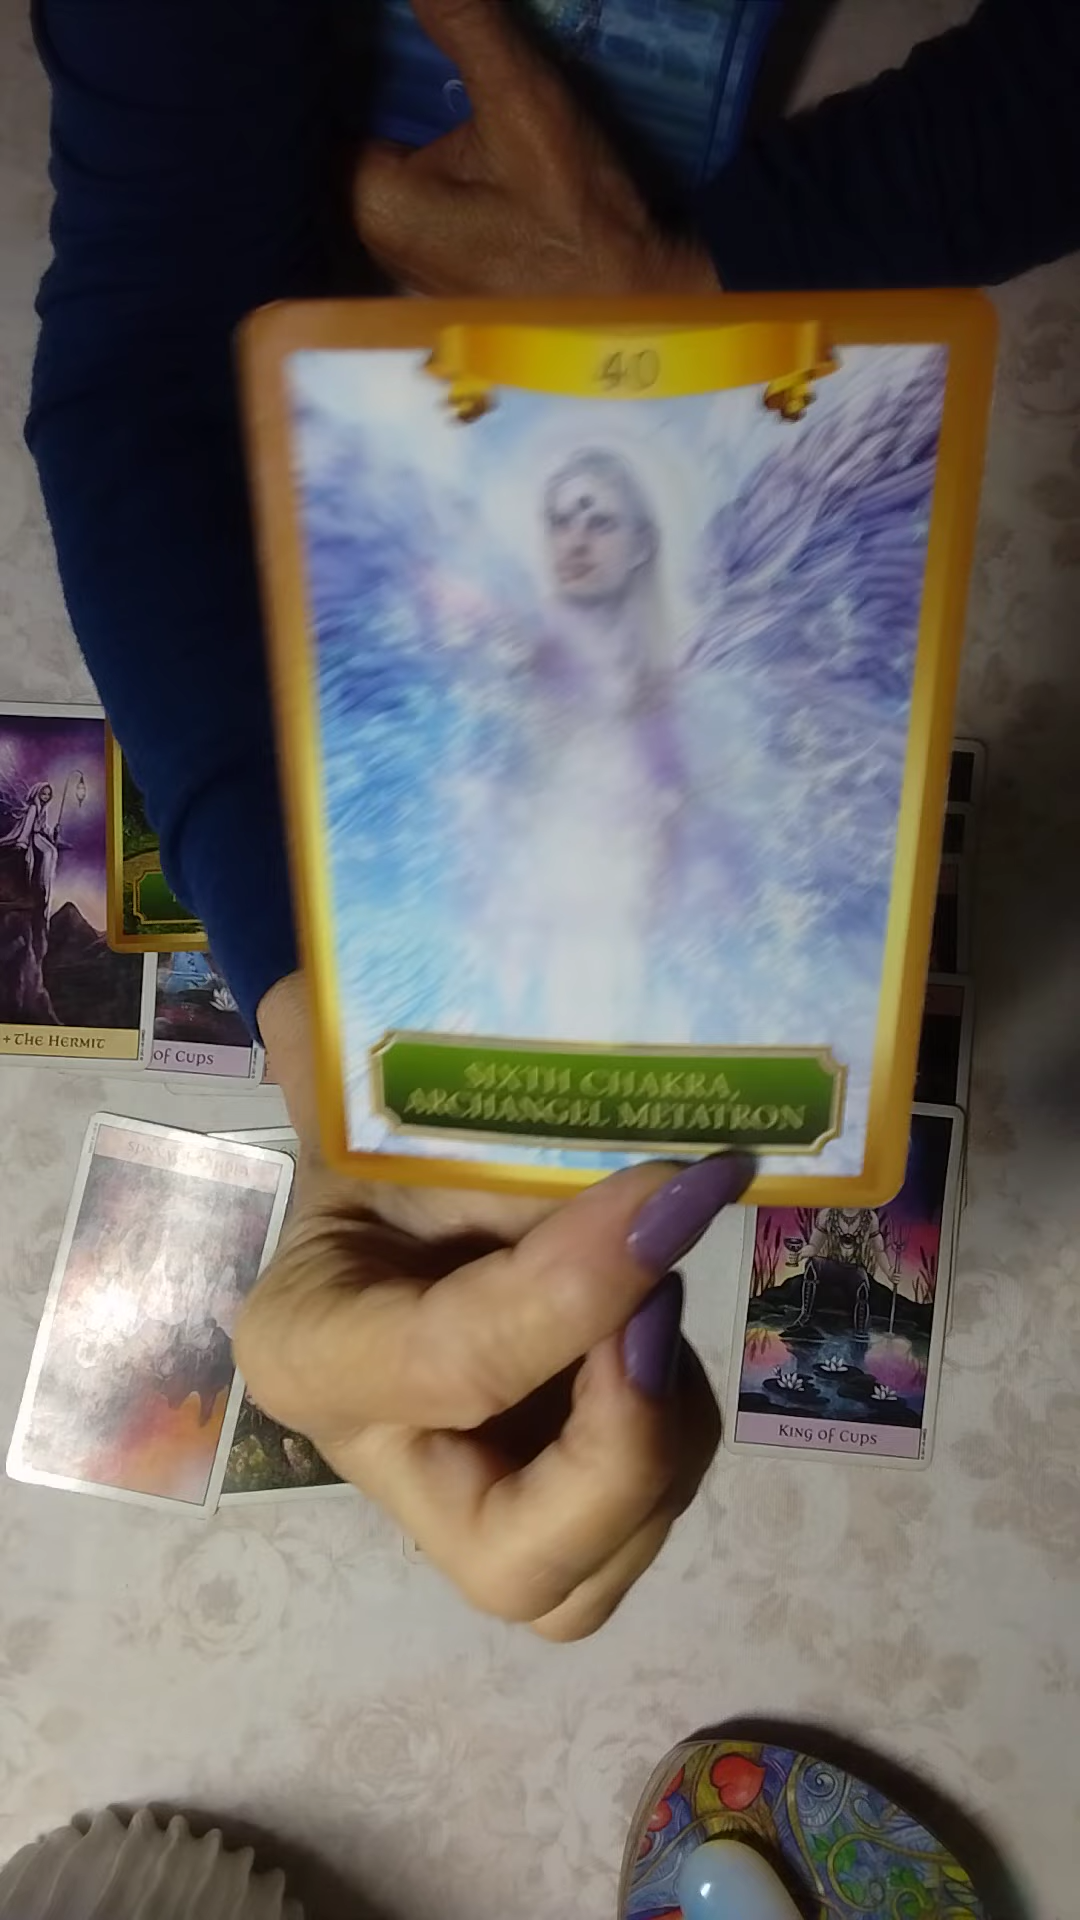 40
SIXTH CHAKRA,
ARCHANGEL METATRON
+ THE HERMIT
of Cups
King of Cups